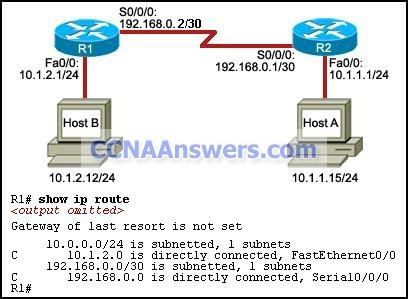 S0/0/0:
192.168.0.2/30
R1
R2
Fa0/0:
10.1.2.1/24
S0/0/0:
192.168.0.1/30
Fa0/0:
10.1.1.1/24
Host B
Host A
CCNAAnswers.com
10.1.2.12/24
10.1.1.15/24
R1# show ip route
<output omitted>
Gateway of last resort is not set
10.0.0.0/24 is subnetted, 1 subnets
C 10.1.2.0 is directly connected, FastEthernet0/0
192.168.0.0/30 is subnetted, 1 subnets
C 192.168.0.0 is directly connected, Serial0/0/0
R1#